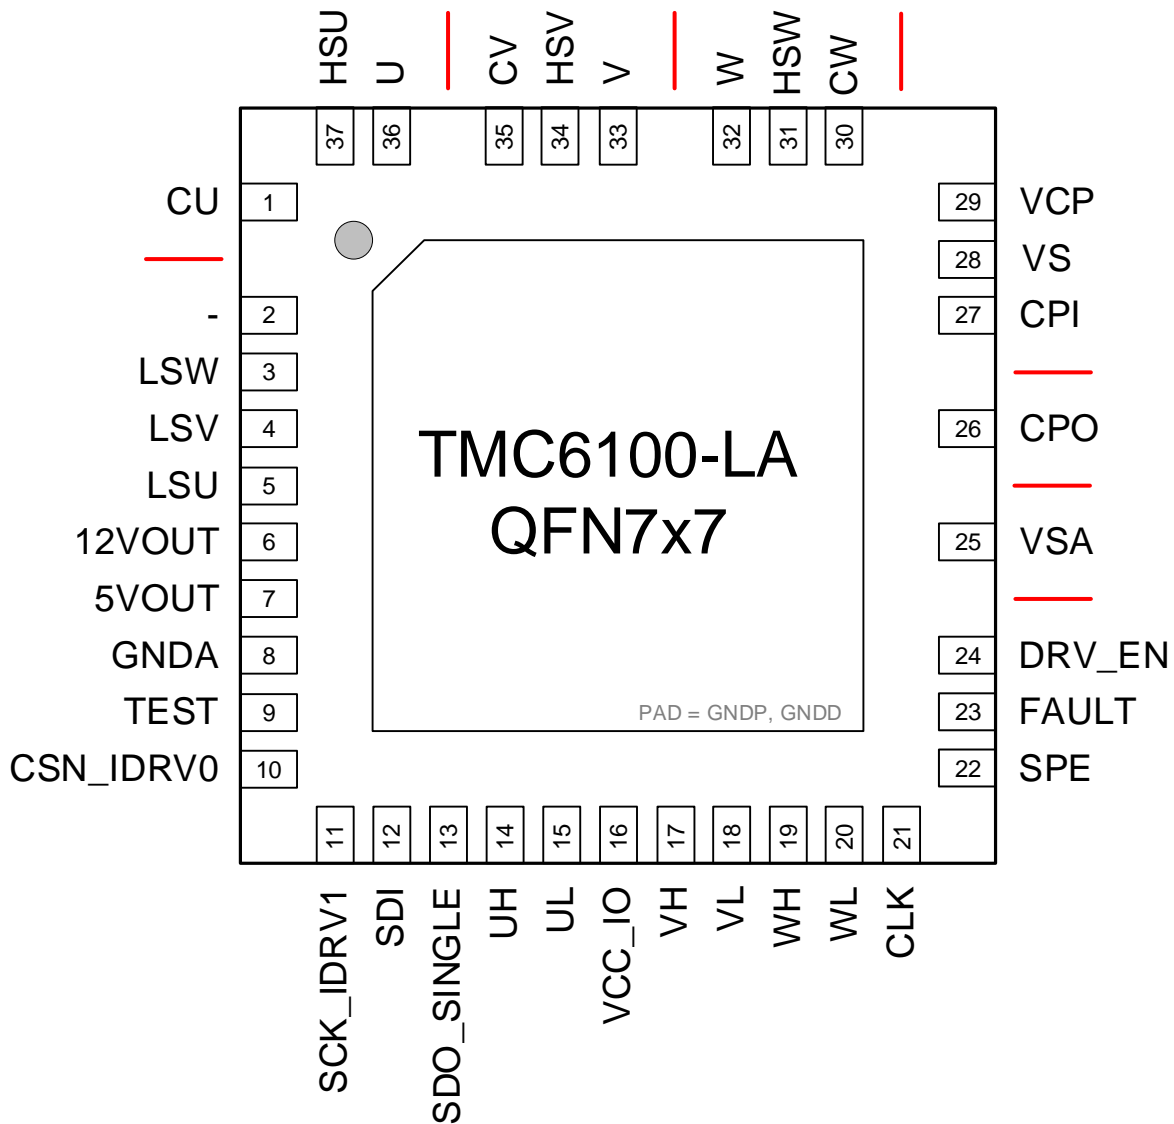 HSU
U
CV
HSV
V
W
HSW
CW
37
36
35
34
33
32
31
30
CU 1
- 2
LSW 3
LSV 4
LSU 5
12VOUT 6
5VOUT 7
GNDA 8
TEST 9
CSN_IDRV0 10
TMC6100-LA
QFN7x7
PAD = GNDP, GNDD
29 VCP
28 VS
27 CPI
26 CPO
25 VSA
24 DRV_EN
23 FAULT
22 SPE
11
12
13
14
15
16
17
18
19
20
21
SCK_IDRV1
SDI
SDO_SINGLE
UH
UL
VCC_IO
VH
VL
WH
WL
CLK